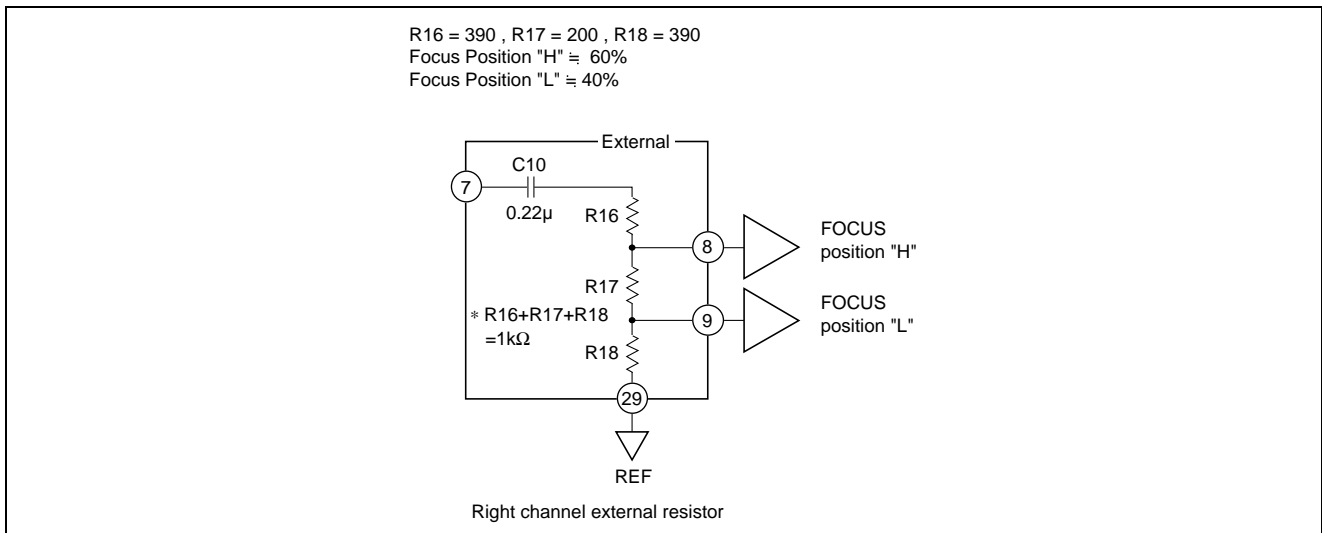 R16 = 390 , R17 = 200 , R18 = 390
Focus Position "H" ≒ 60%
Focus Position "L" ≒ 40%
External
C10
7
0.22µ
R16
8
FOCUS
position "H"
R17
9
FOCUS
position "L"
* R16+R17+R18
=1kΩ
R18
29
REF
Right channel external resistor